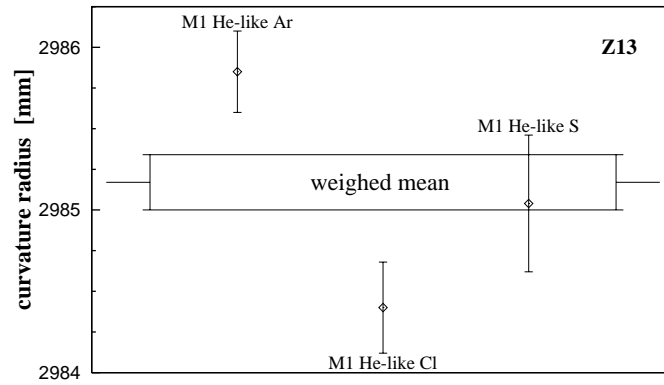 M1 He-like Ar
2986
Z13
M1 He-like S
weighed mean
2985
curvature radius [mm]
M1 He-like Cl
2984